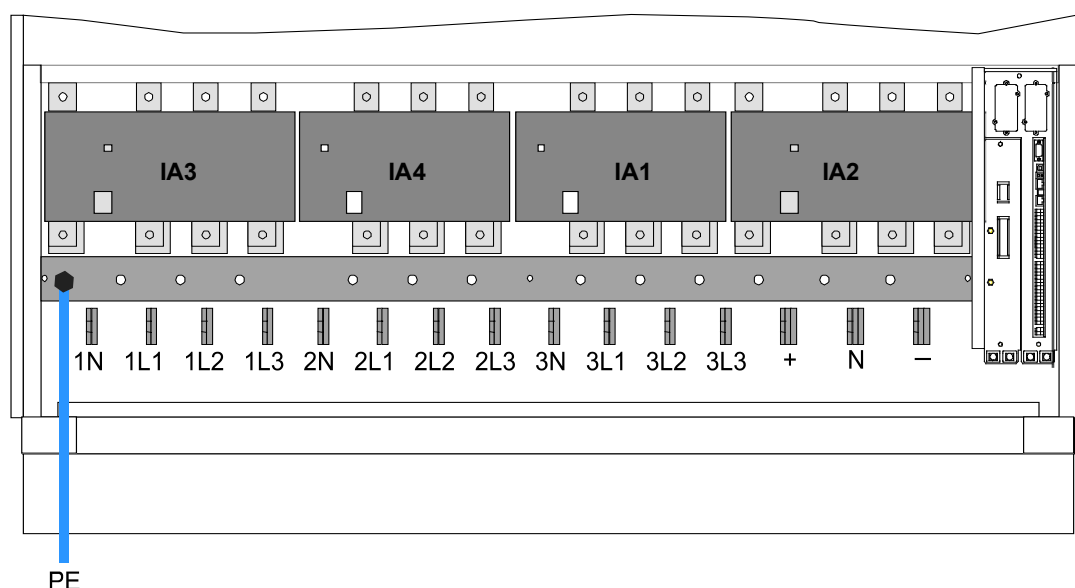 IA3 IA4 IA1 IA2
1N 1L1 1L2 1L3 2N 2L1 2L2 2L3 3N 3L1 3L2 3L3 + N −
PE